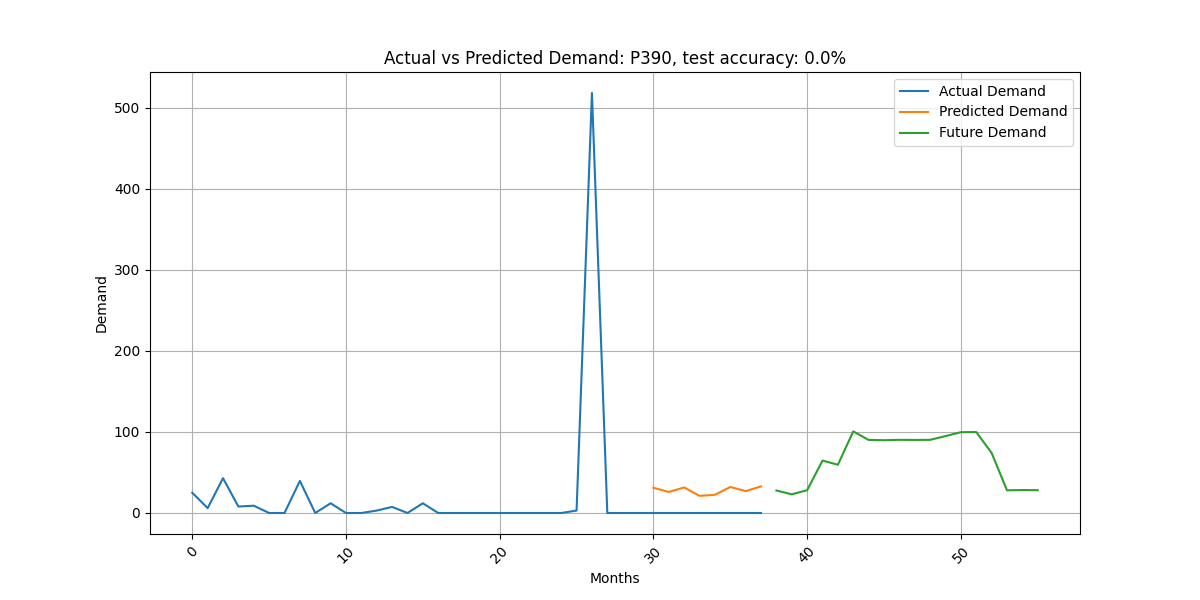 Actual vs Predicted Demand: P390, test accuracy: 0.0%
Actual Demand
Predicted Demand
Future Demand
500
400
300
200
100
0
Demand
0
10
20
30
40
50
Months